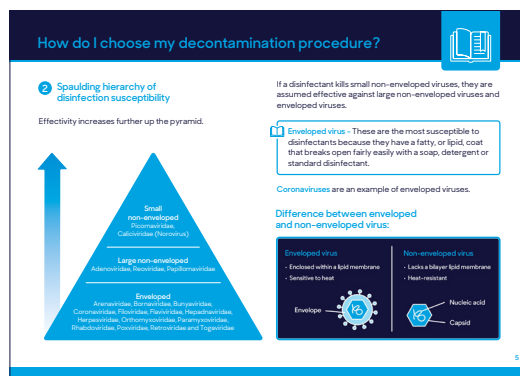 How do I choose my decontamination procedure?
2 Spaulding hierarchy of
disinfection susceptibility
Effectivity increases further up the pyramid.
Small
non-enveloped
Picornaviridae,
Caliciviridae (Norovirus)
Large non-enveloped
Adenoviridae, Reoviridae, Papillomaviridae
Enveloped
Arenaviridae, Bornaviridae, Bunyaviridae,
Coronaviridae, Filoviridae, Flaviviridae, Hepadnaviridae,
Herpesviridae, Orthomyxoviridae, Paramyxoviridae,
Rhabdoviridae, Poxviridae, Retroviridae and Togaviridae
If a disinfectant kills small non-enveloped viruses, they are
assumed effective against large non-enveloped viruses and
enveloped viruses.
Enveloped virus – These are the most susceptible to
disinfectants because they have a fatty, or lipid, coat
that breaks open fairly easily with a soap, detergent or
standard disinfectant.
Coronaviruses are an example of enveloped viruses.
Difference between enveloped
and non-enveloped virus:
Enveloped virus
• Enclosed within a lipid membrane
• Sensitive to heat
Envelope
Non-enveloped virus
• Lacks a bilayer lipid membrane
• Heat-resistant
Nucleic acid
Capsid
5